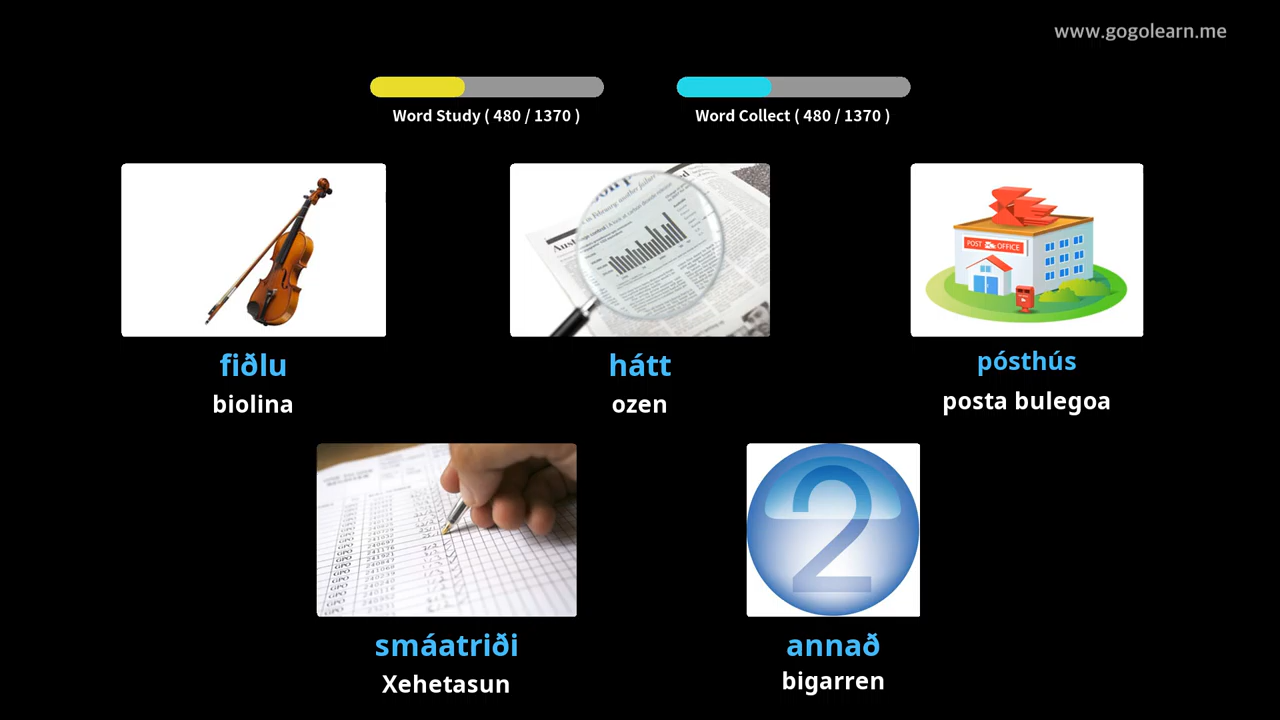 www.gogolearn.me
Word Study ( 480 / 1370 )
Word Collect ( 480 / 1370 )
POST OFFICE
fiðlu
hátt
pósthús
biolina
ozen
posta bulegoa
smáatriði
annað
Xehetasun
bigarren
2